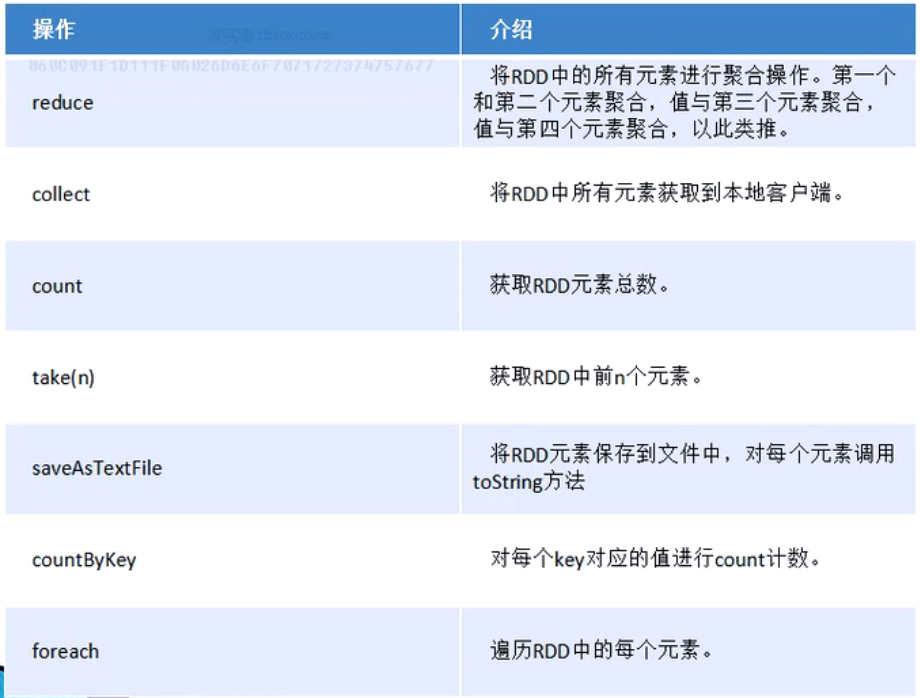 操作
介绍
reduce
将RDD中的所有元素进行聚合操作。第一个
和第二个元素聚合，值与第三个元素聚合，
值与第四个元素聚合，以此类推。
collect
将RDD中所有元素获取到本地客户端。
count
获取RDD元素总数。
take(n)
获取RDD中前n个元素。
saveAsTextFile
将RDD元素保存到文件中，对每个元素调用
toString方法
countByKey
对每个key对应的值进行count计数。
foreach
遍历RDD中的每个元素。